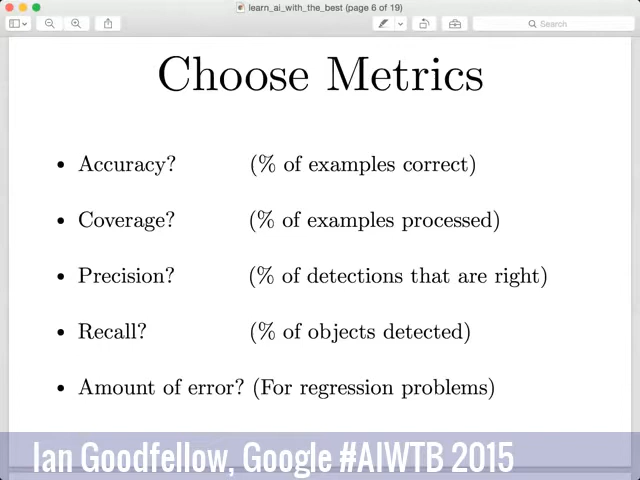 learn_ai_with_the_best (page 6 of 19)
Search
Choose Metrics
• Accuracy? (% of examples correct)
• Coverage? (% of examples processed)
• Precision? (% of detections that are right)
• Recall? (% of objects detected)
• Amount of error? (For regression problems)
Ian Goodfellow, Google #AIWTB 2015